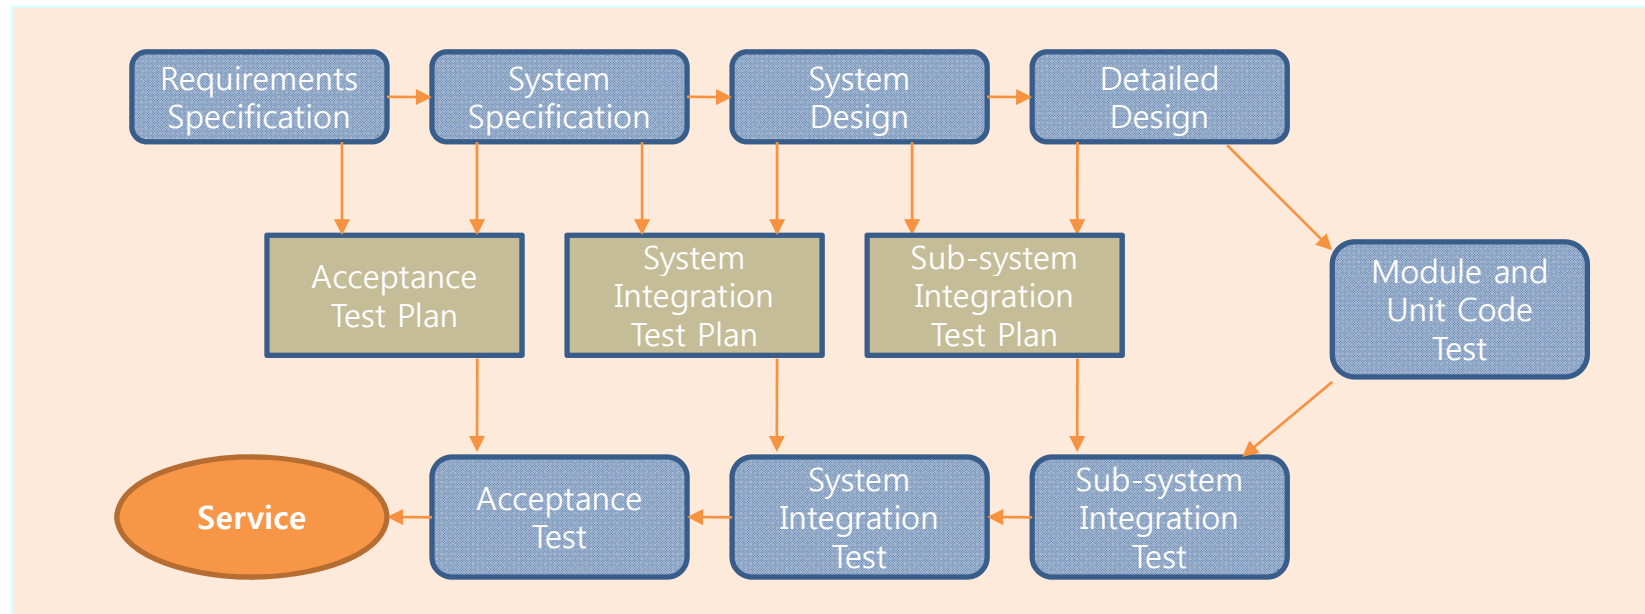 Requirements
Specification
System
Specification
System
Design
Detailed
Design
Acceptance
Test Plan
System
Integration
Test Plan
Sub-system
Integration
Test Plan
Module and
Unit Code
Test
Service
Acceptance
Test
System
Integration
Test
Sub-system
Integration
Test